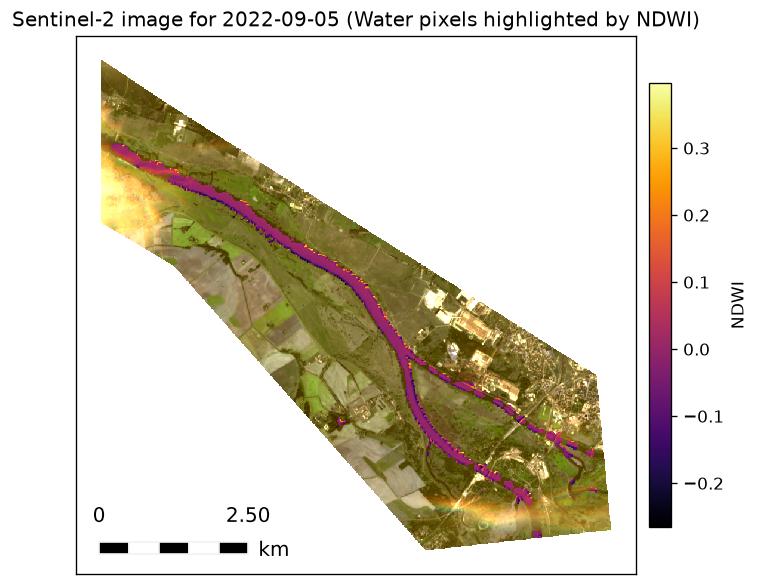 Sentinel-2 image for 2022-09-05 (Water pixels highlighted by NDWI)
0.3
0.2
0.1
0.0
−0.1
−0.2
NDWI
0 2.50
km